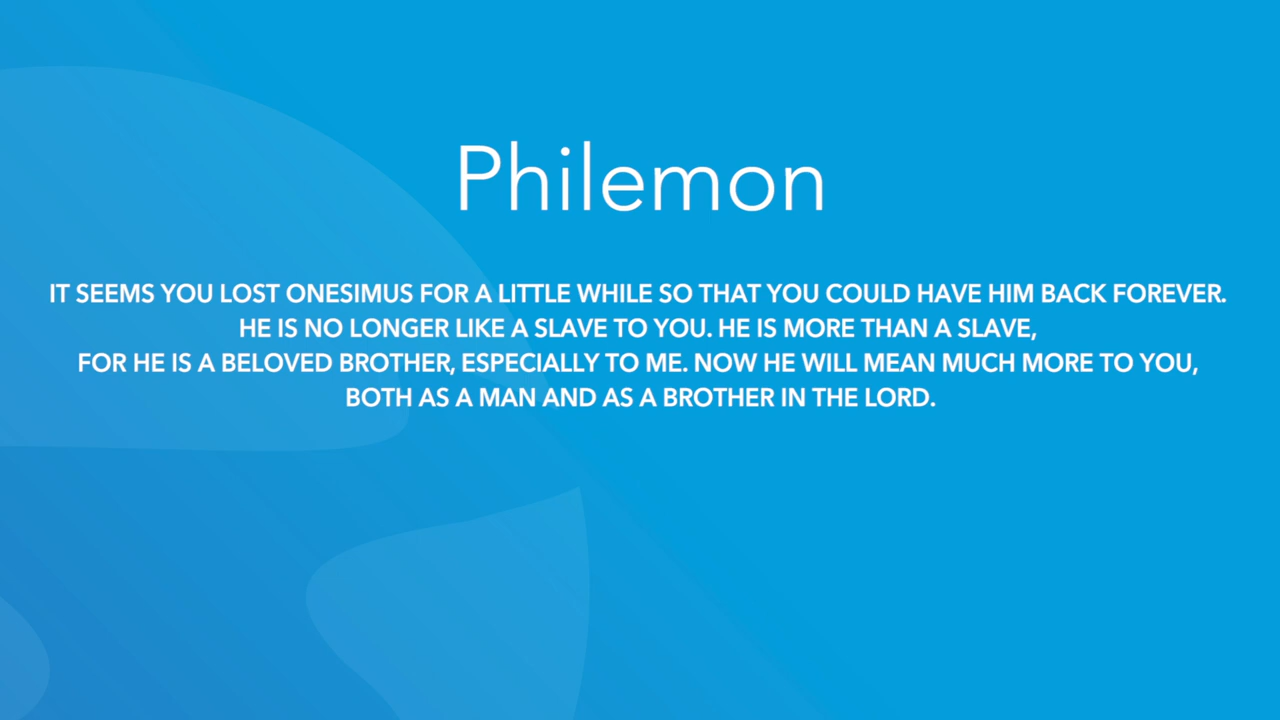 Philemon
IT SEEMS YOU LOST ONESIMUS FOR A LITTLE WHILE SO THAT YOU COULD HAVE HIM BACK FOREVER.
HE IS NO LONGER LIKE A SLAVE TO YOU. HE IS MORE THAN A SLAVE,
FOR HE IS A BELOVED BROTHER, ESPECIALLY TO ME. NOW HE WILL MEAN MUCH MORE TO YOU,
BOTH AS A MAN AND AS A BROTHER IN THE LORD.